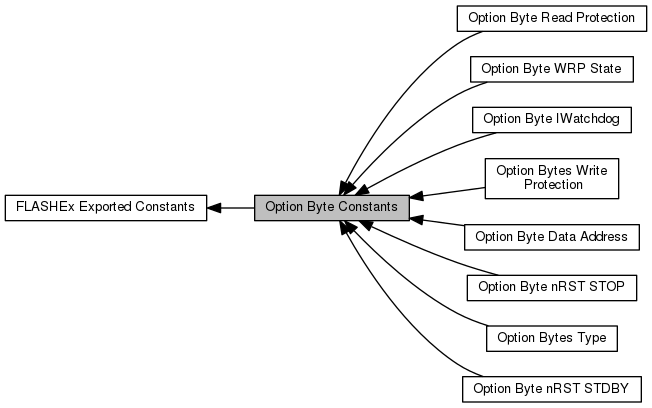 Option Byte Read Protection
Option Byte WRP State
Option Byte IWatchdog
Option Bytes Write
Protection
FLASHEx Exported Constants
Option Byte Constants
Option Byte Data Address
Option Byte nRST STOP
Option Bytes Type
Option Byte nRST STDBY